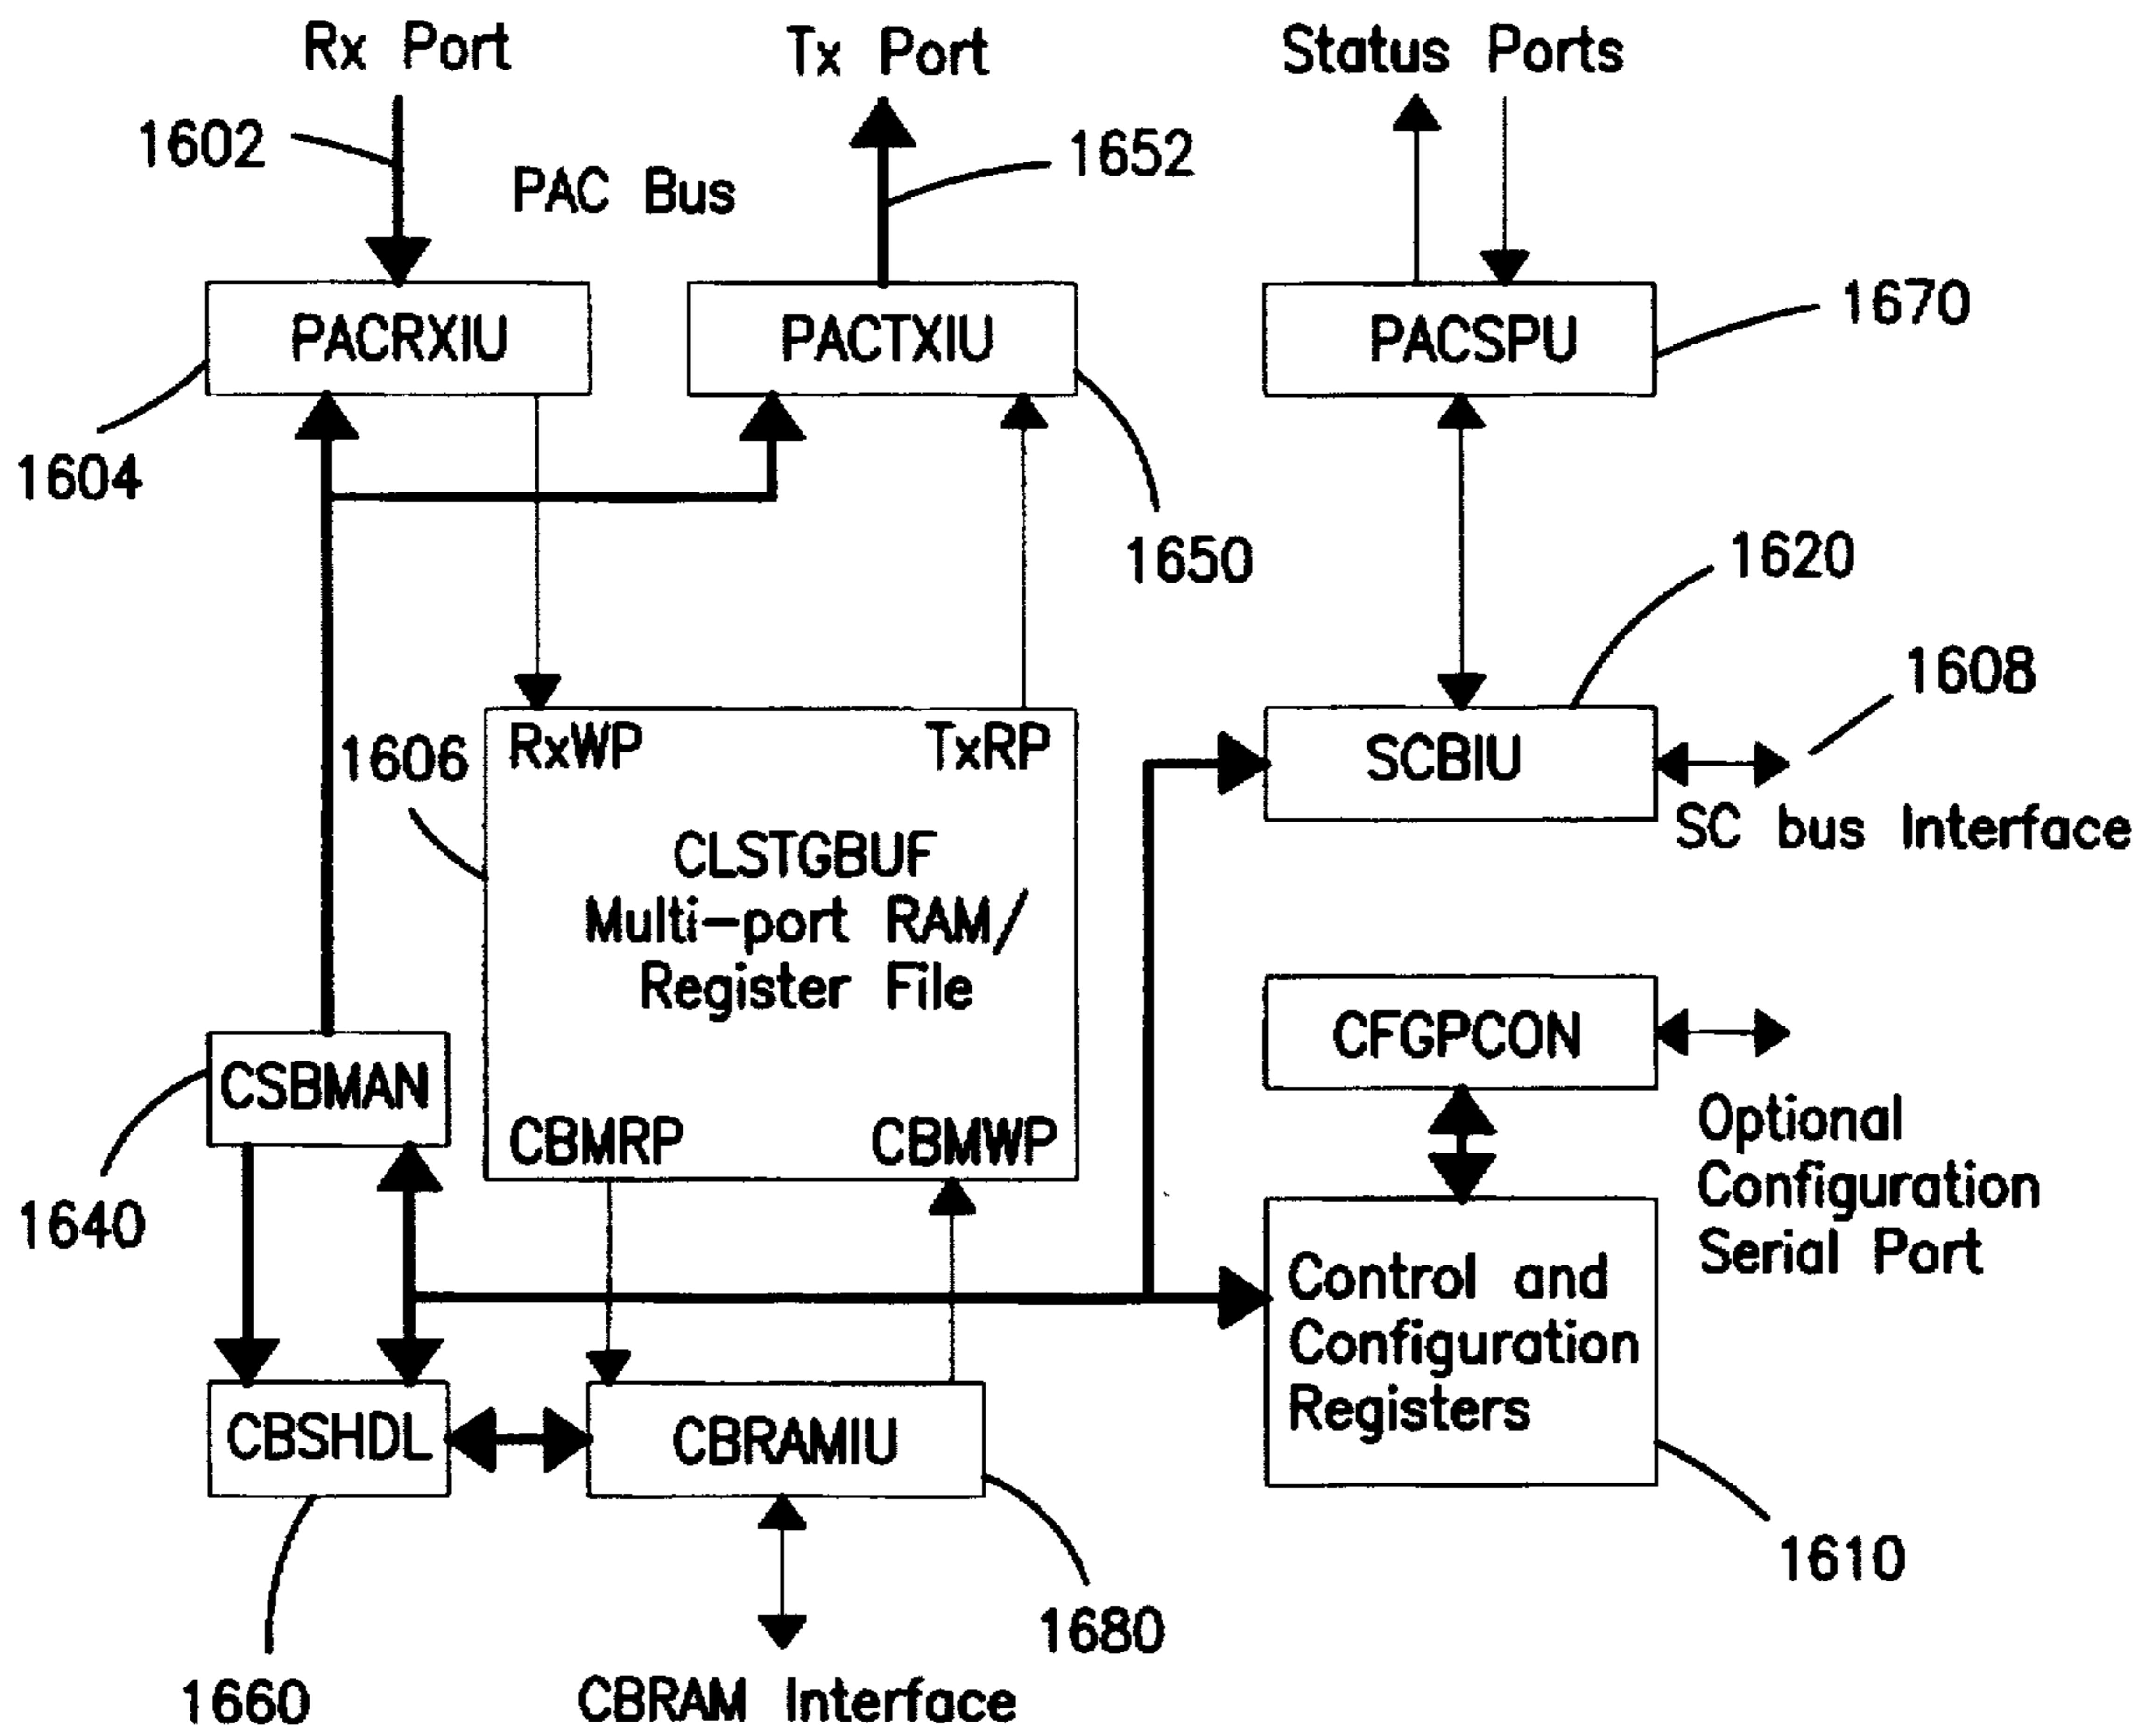 Rx Port
Tx Port
Status Ports
1602
1652
PAC Bus
1670
PACRXIU
PACTXIU
PACSPU
1604
1650
1620
1608
1606
RxWP
TxRP
SCBIU
SC bus Interface
CLSTGBUF
Multi-port RAM/
Register File
CFGPCON
CSBMAN
CBMRP
CBMWP
Optional
Configuration
Serial Port
1640
Control and
Configuration
Registers
CBSHDL
CBRAMIU
1610
1680
1660
CBRAM Interface